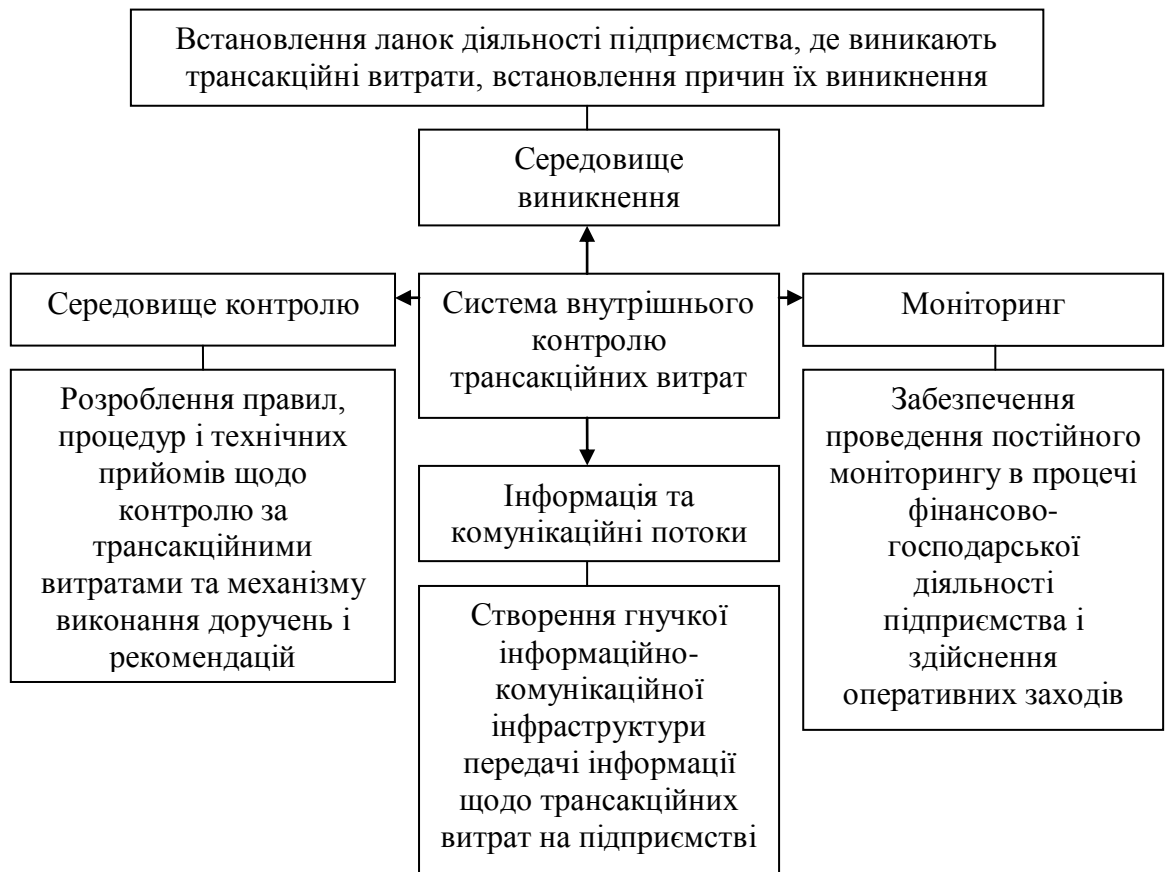 Встановлення ланок діяльності підприємства, де виникають
трансакційні витрати, встановлення причин їх виникнення
Середовище
виникнення
Середовище контролю
Система внутрішнього
контролю
трансакційних витрат
Моніторинг
Розроблення правил,
процедур і технічних
прийомів щодо
контролю за
трансакційними
витратами та механізму
виконання доручень і
рекомендацій
Інформація та
комунікаційні потоки
Створення гнучкої
інформаційно-
комунікаційної
інфраструктури
передачі інформації
щодо трансакційних
витрат на підприємстві
Забезпечення
проведення постійного
моніторингу в процечі
фінансово-
господарської
діяльності
підприємства і
здійснення
оперативних заходів